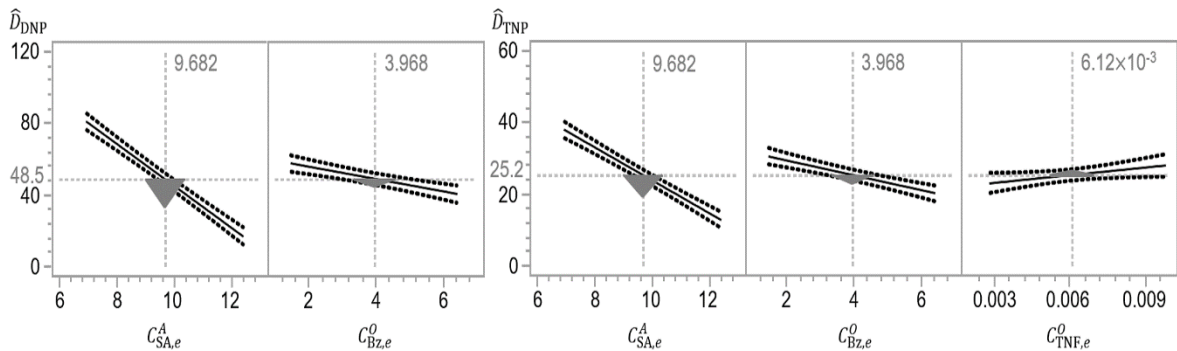 D̂_DNP
120
80
48.5
40
0
9.682
3.968
6 8 10 12
2 4 6
C^A_SA,e
C^O_Bz,e
D̂_TNP
60
40
25.2
20
0
9.682
3.968
6.12×10⁻³
6 8 10 12
2 4 6
0.003 0.006 0.009
C^A_SA,e
C^O_Bz,e
C^O_TNF,e